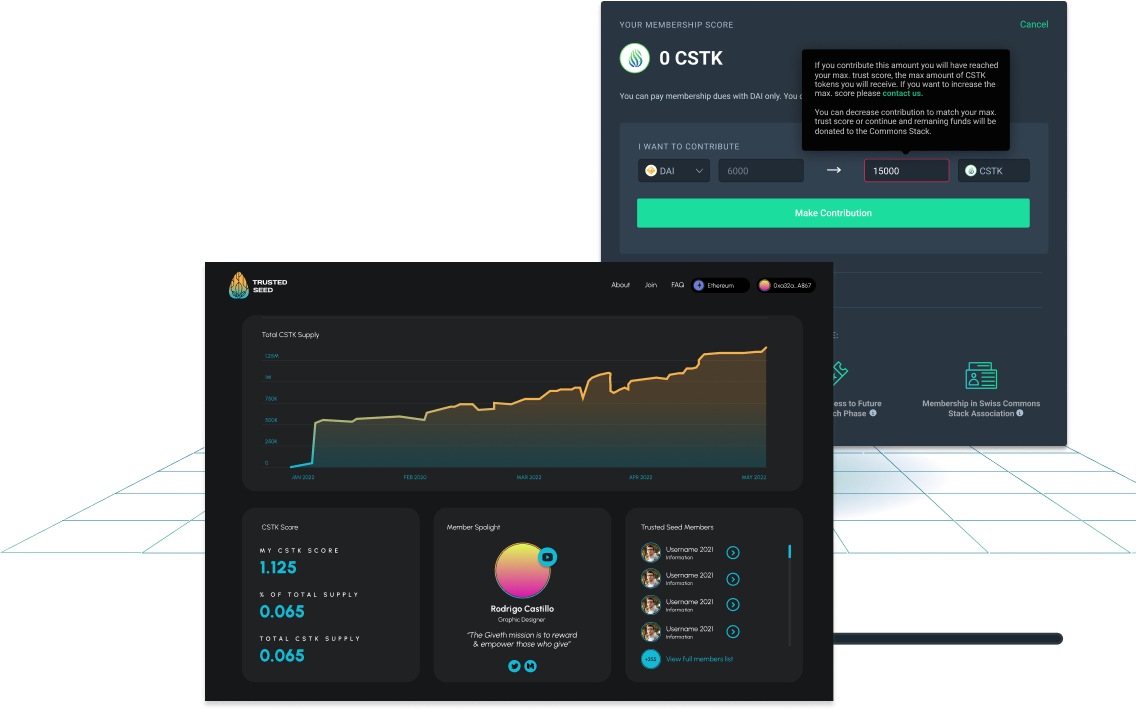 YOUR MEMBERSHIP SCORE
Cancel
0 CSTK
If you contribute this amount you will have reached
your max. trust score, the max amount of CSTK
tokens you will receive. If you want to increase the
max. score please contact us.
You can decrease contribution to match your max.
trust score or continue and remaning funds will be
donated to the Commons Stack.
You can pay membership dues with DAI only. You
I WANT TO CONTRIBUTE
DAI
6000
15000
CSTK
Make Contribution
to Future
Phase
Membership in Swiss Commons
Stack Association
TRUSTED
SEED
About
Join
FAQ
Ethereum
0xa32a...A867
Total CSTK Supply
1.25M
1M
750K
500K
250K
0
JAN 2022
FEB 2020
MAR 2022
APR 2022
MAY 2022
CSTK Score
MY CSTK SCORE
1.125
% OF TOTAL SUPPLY
0.065
TOTAL CSTK SUPPLY
0.065
Member Spolight
Rodrigo Castillo
Graphic Designer
"The Giveth mission is to reward
& empower those who give"
Trusted Seed Members
Username 2021
Information
Username 2021
Information
Username 2021
Information
Username 2021
Information
+355
View Full members list